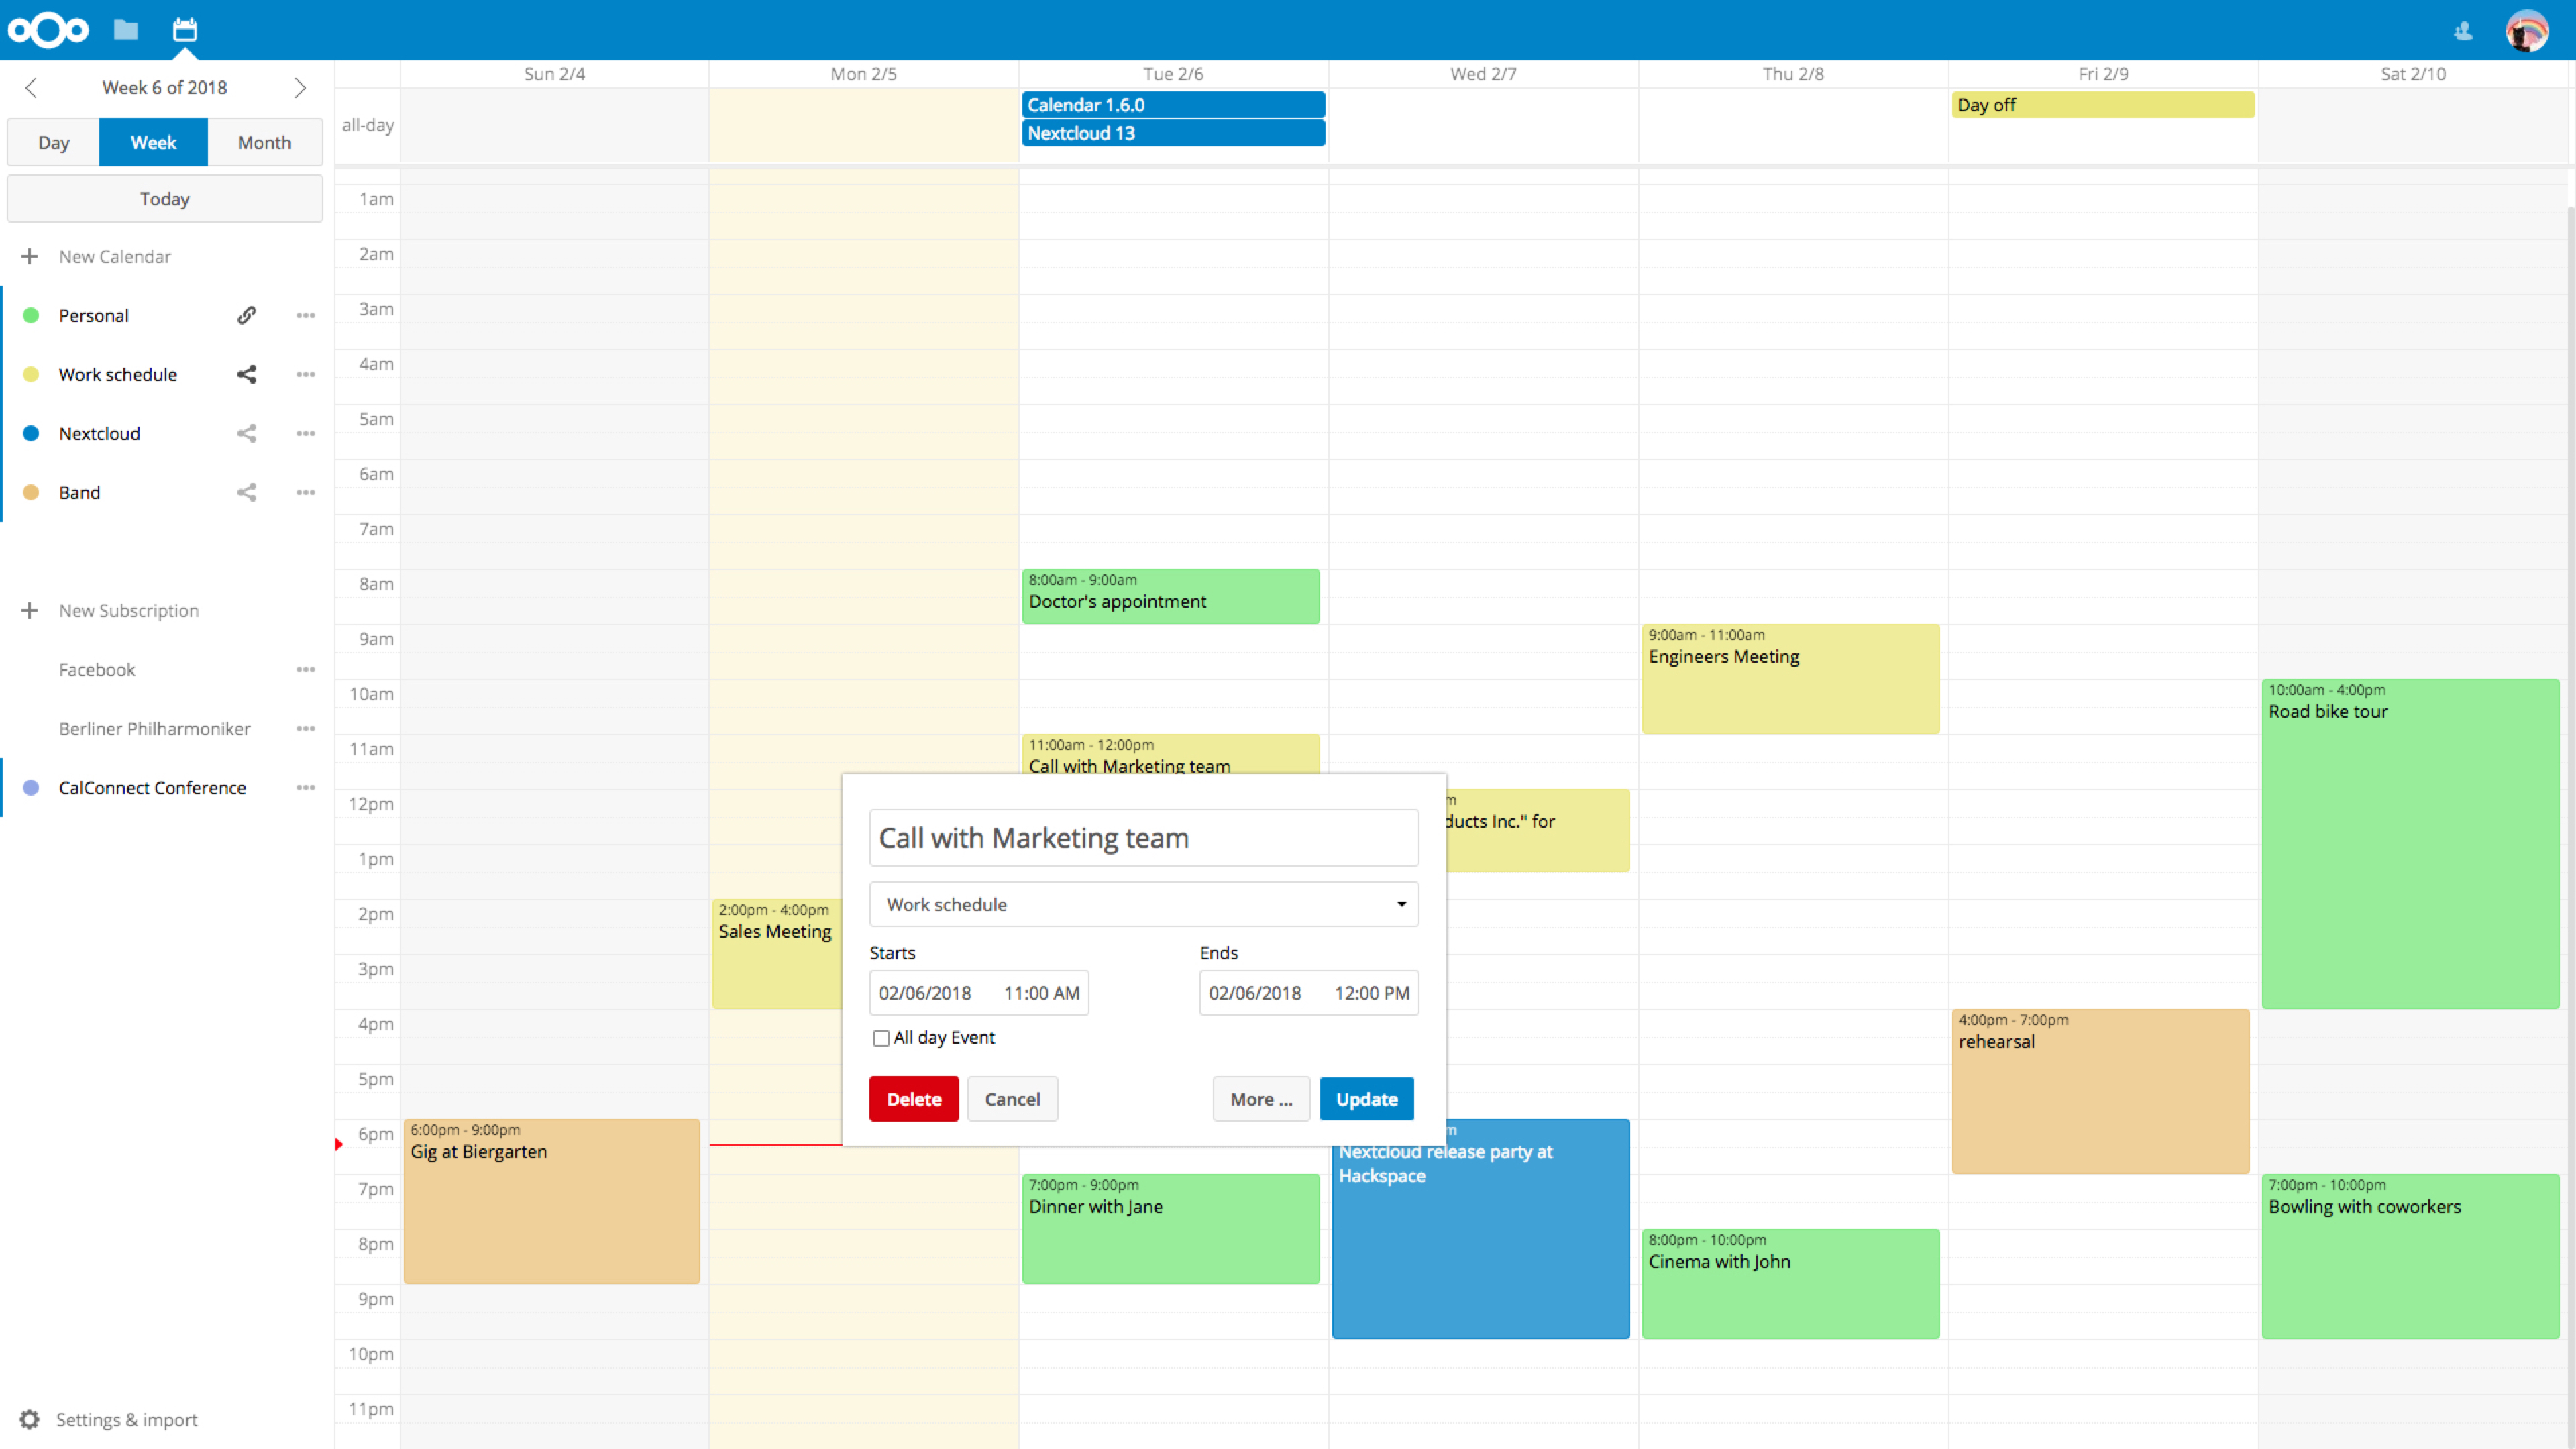 Week 6 of 2018
Day Week Month
Today
New Calendar
Personal
Work schedule
Nextcloud
Band
New Subscription
Facebook
Berliner Philharmoniker
CalConnect Conference
Settings & import
Sun 2/4 Mon 2/5 Tue 2/6 Wed 2/7 Thu 2/8 Fri 2/9 Sat 2/10
all-day
Calendar 1.6.0
Nextcloud 13
Day off
1am
2am
3am
4am
5am
6am
7am
8am
9am
10am
11am
12pm
1pm
2pm
3pm
4pm
5pm
6pm
7pm
8pm
9pm
10pm
11pm
6:00pm - 9:00pm
Gig at Biergarten
2:00pm - 4:00pm
Sales Meeting
8:00am - 9:00am
Doctor's appointment
11:00am - 12:00pm
Call with Marketing team
7:00pm - 9:00pm
Dinner with Jane
Inc." for
Nextcloud release party at
Hackspace
9:00am - 11:00am
Engineers Meeting
8:00pm - 10:00pm
Cinema with John
4:00pm - 7:00pm
rehearsal
10:00am - 4:00pm
Road bike tour
7:00pm - 10:00pm
Bowling with coworkers
Call with Marketing team
Work schedule
Starts Ends
02/06/2018 11:00 AM 02/06/2018 12:00 PM
All day Event
Delete Cancel More ... Update